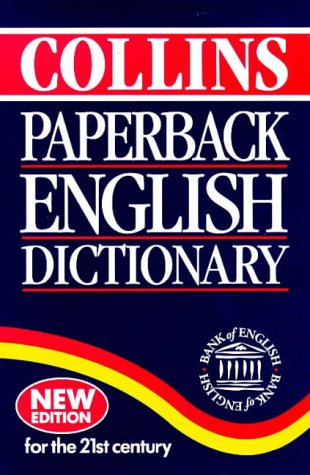 COLLINS
PAPERBACK
ENGLISH
DICTIONARY
BANK of ENGLISH · BANK of ENGLISH ·
NEW
EDITION
for the 21st century